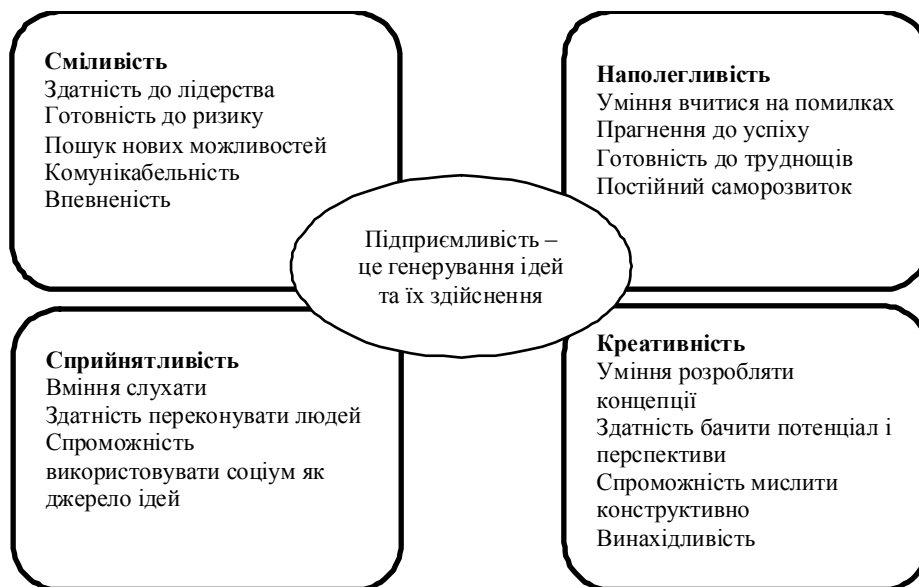 Сміливість
Здатність до лідерства
Готовність до ризику
Пошук нових можливостей
Комунікабельність
Впевненість
Наполегливість
Уміння вчитися на помилках
Прагнення до успіху
Готовність до труднощів
Постійний саморозвиток
Підприємливість –
це генерування ідей
та їх здійснення
Сприйнятливість
Вміння слухати
Здатність переконувати людей
Спроможність
використовувати соціум як
джерело ідей
Креативність
Уміння розробляти
концепції
Здатність бачити потенціал і
перспективи
Спроможність мислити
конструктивно
Винахідливість